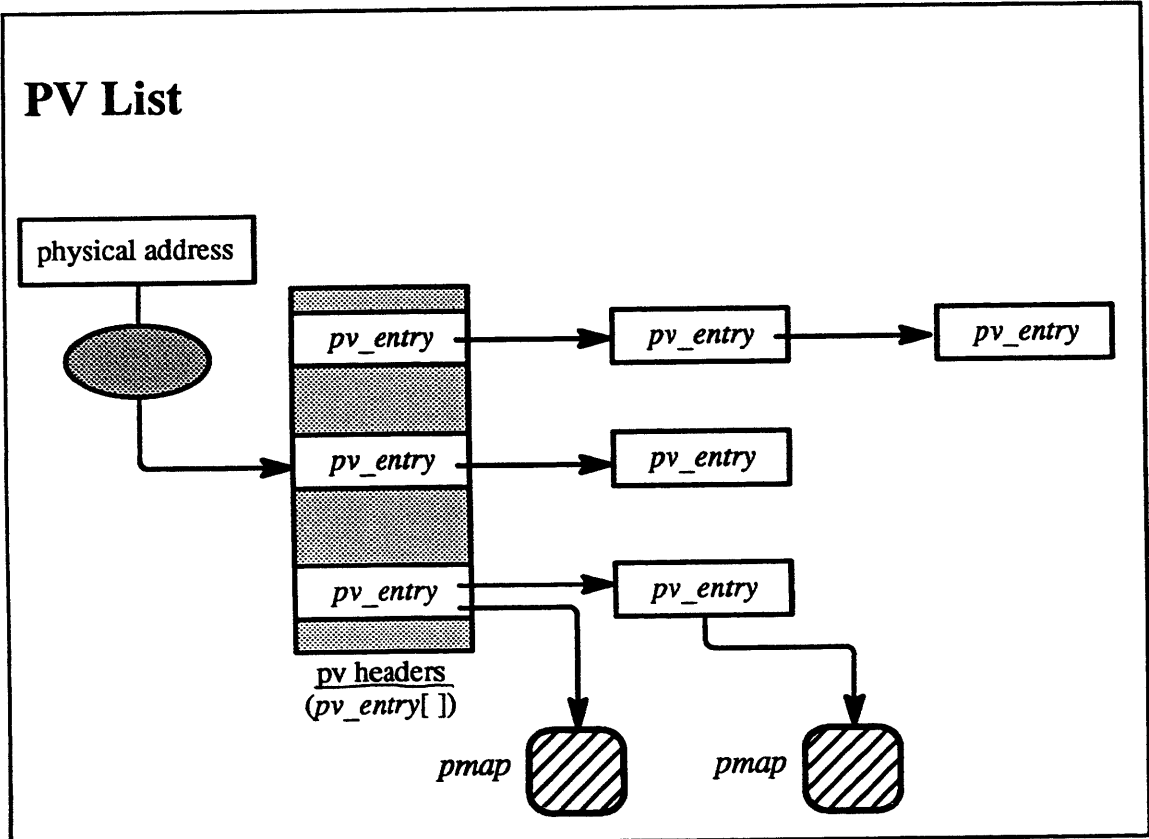 PV List
physical address
pv_entry
pv_entry
pv_entry
pv_entry
pv_entry
pv_entry
pv_entry
pv headers
(pv_entry[ ])
pmap
pmap